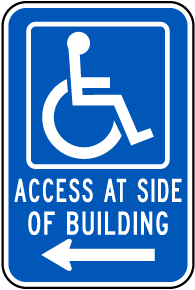 ACCESS AT SIDE
OF BUILDING